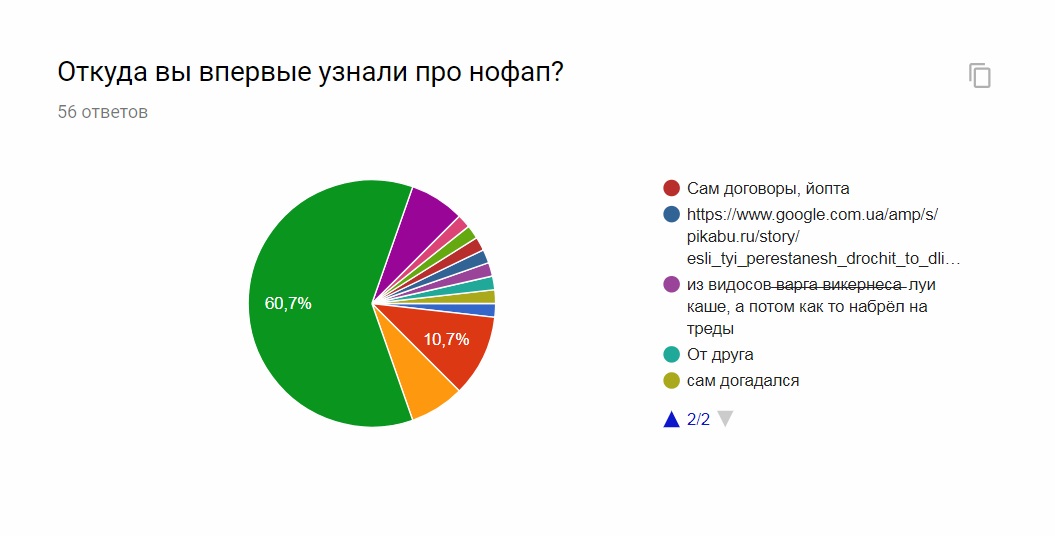 Откуда вы впервые узнали про нофап?
56 ответов
60,7%
10,7%
Сам договоры, йопта
https://www.google.com.ua/amp/s/
pikabu.ru/story/
esli_tyi_perestanesh_drochit_to_dli…
из видосов варга викернеса луи
каше, а потом как то набрёл на
треды
От друга
сам догадался
2/2